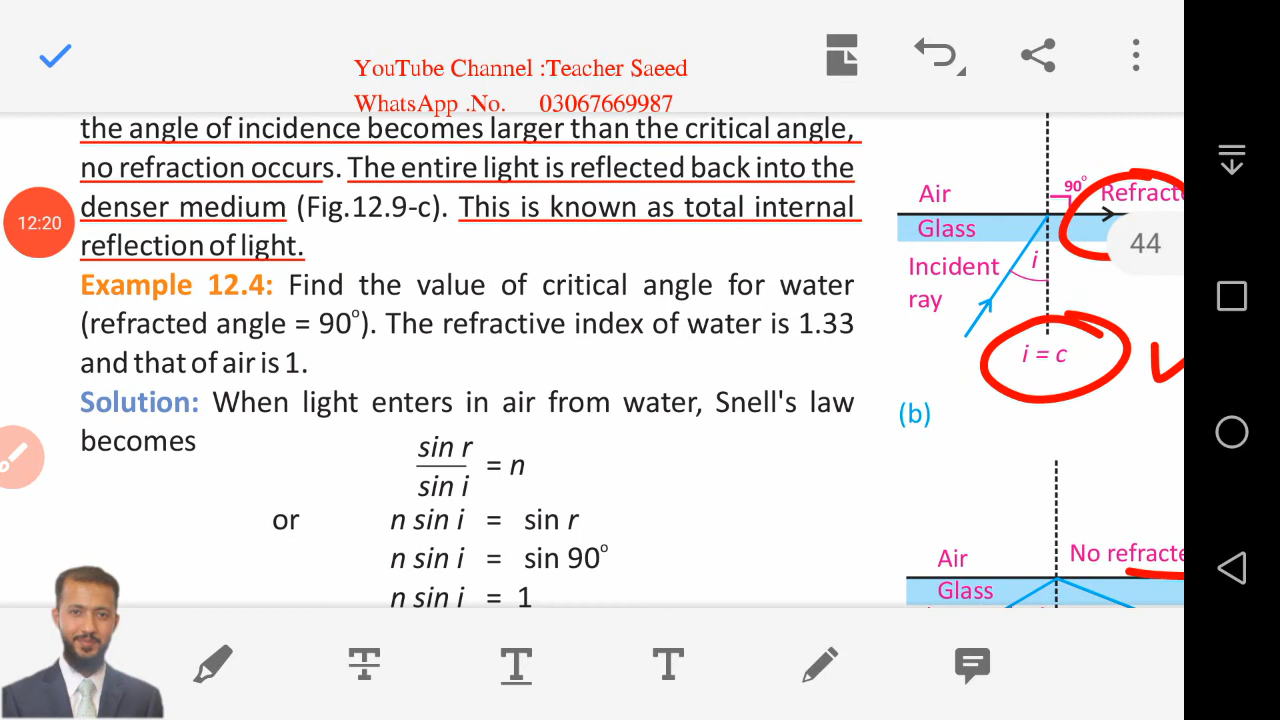 YouTube Channel :Teacher Saeed
WhatsApp .No. 03067669987
the angle of incidence becomes larger than the critical angle,
no refraction occurs. The entire light is reflected back into the
denser medium (Fig.12.9-c). This is known as total internal
reflection of light.
Example 12.4: Find the value of critical angle for water
(refracted angle = 90°). The refractive index of water is 1.33
and that of air is 1.
Solution: When light enters in air from water, Snell's law
becomes
sin r
sin i
= n
or n sin i = sin r
n sin i = sin 90°
n sin i = 1
12:20
90°
Air
Glass
Incident
ray
i
i = c
(b)
44
Air
No
Glass
T
T
T